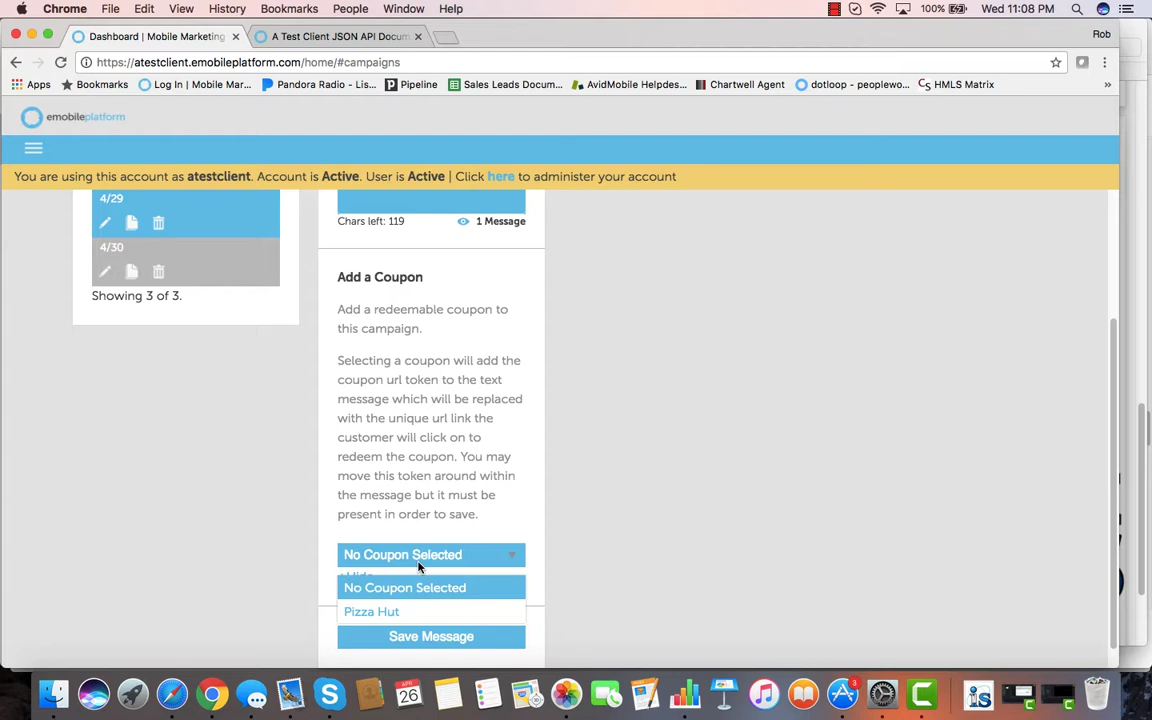 Chrome File Edit View History Bookmarks People Window Help 100% Wed 11:08 PM
Dashboard | Mobile Marketing × A Test Client JSON API Docum × Rob
https://atestclient.emobileplatform.com/home/#campaigns
Apps Bookmarks Log In | Mobile Mar... Pandora Radio - Lis... Pipeline Sales Leads Docum... AvidMobile Helpdes... Chartwell Agent dotloop - peoplewo... HMLS Matrix »
emobileplatform
You are using this account as atestclient. Account is Active. User is Active | Click here to administer your account
4/29
Chars left: 119 1 Message
4/30
Showing 3 of 3.
Add a Coupon
Add a redeemable coupon to
this campaign.
Selecting a coupon will add the
coupon url token to the text
message which will be replaced
with the unique url link the
customer will click on to
redeem the coupon. You may
move this token around within
the message but it must be
present in order to save.
No Coupon Selected
No Coupon Selected
Pizza Hut
Save Message
APR
26
3
iS